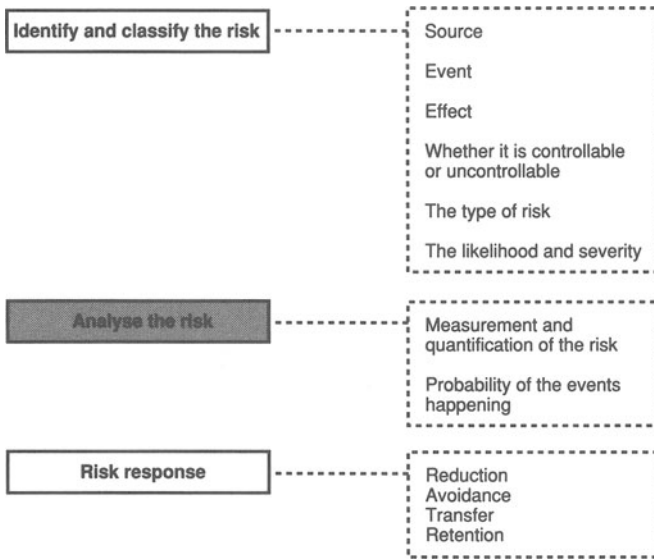 Identify and classify the risk
Source
Event
Effect
Whether it is controllable
or uncontrollable
The type of risk
The likelihood and severity
Analyse the risk
Measurement and
quantification of the risk
Probability of the events
happening
Risk response
Reduction
Avoidance
Transfer
Retention